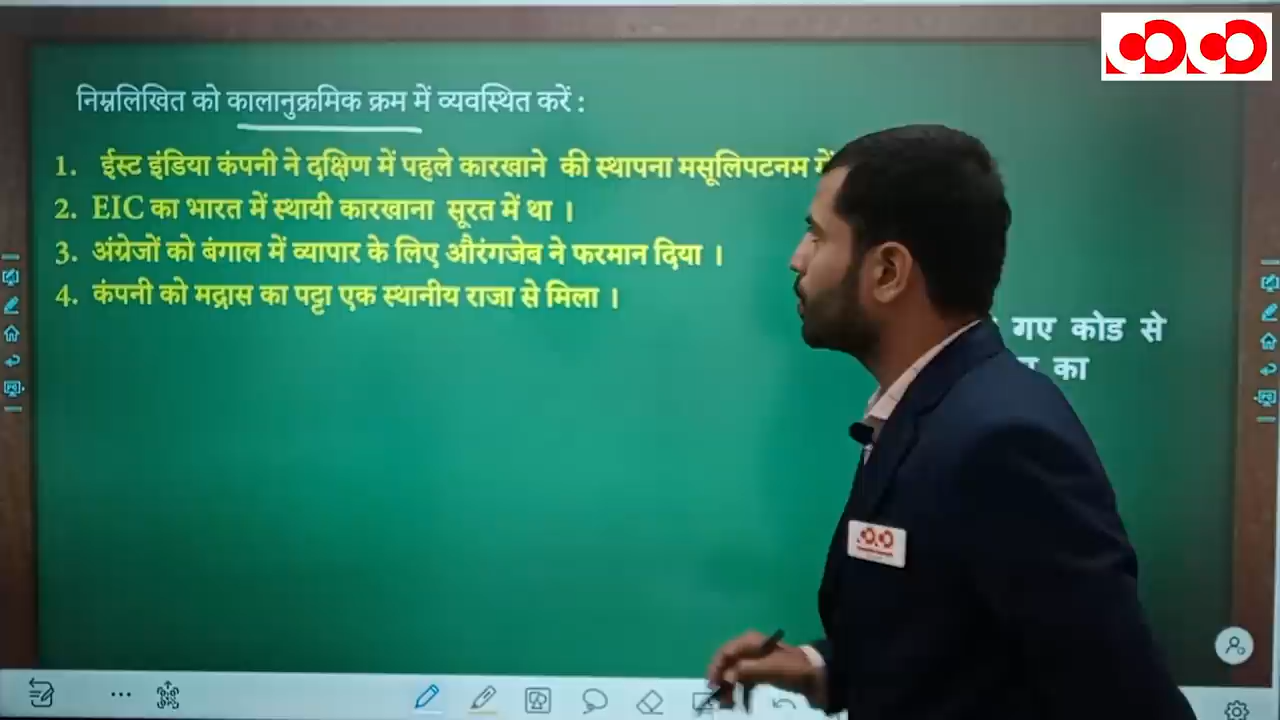 निम्नलिखित को कालानुक्रमिक क्रम में व्यवस्थित करें :
1. ईस्ट इंडिया कंपनी ने दक्षिण में पहले कारखाने की स्थापना मसूलिपटनम में
2. EIC का भारत में स्थायी कारखाना सूरत में था ।
3. अंग्रेजों को बंगाल में व्यापार के लिए औरंगजेब ने फरमान दिया ।
4. कंपनी को मद्रास का पट्टा एक स्थानीय राजा से मिला ।
गए कोड से
का